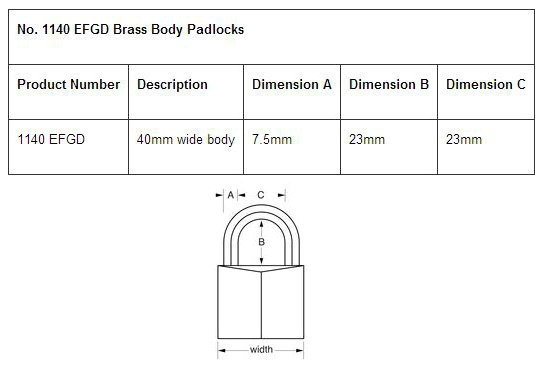 No. 1140 EFGD Brass Body Padlocks
Product Number Description Dimension A Dimension B Dimension C
1140 EFGD 40mm wide body 7.5mm 23mm 23mm
A C
B
width